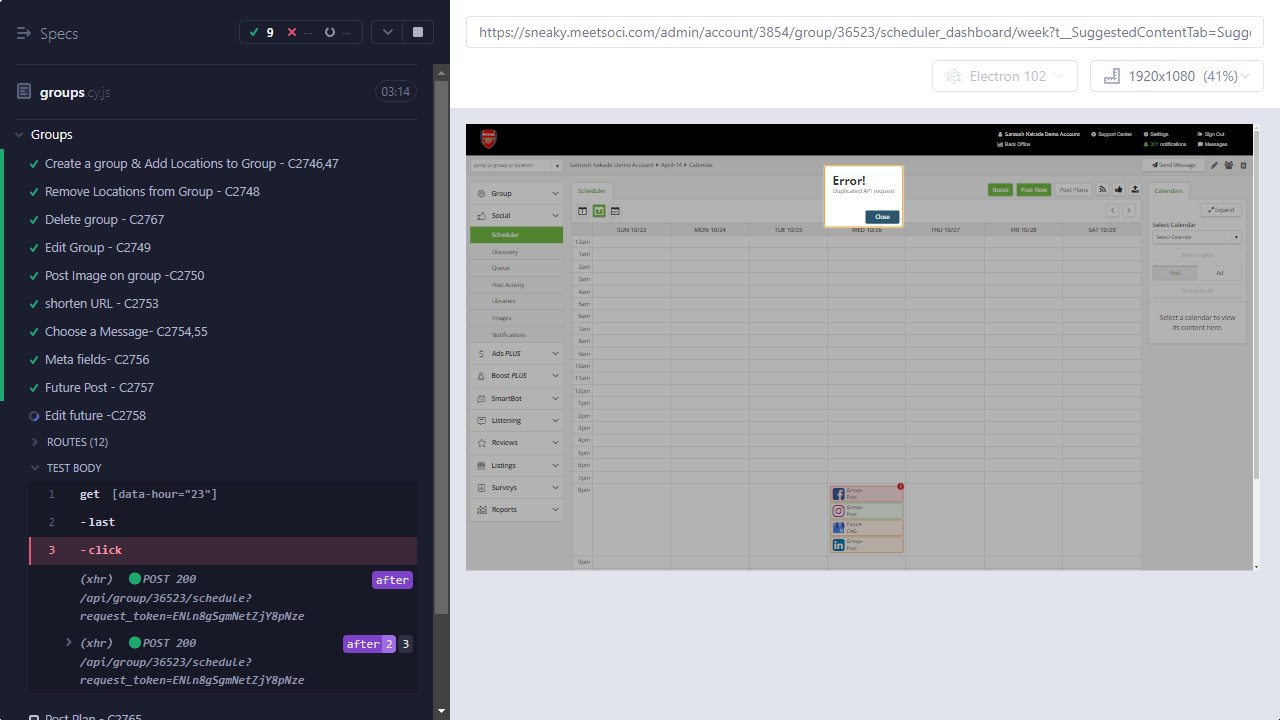 Specs
9
--
--
https://sneaky.meetsoci.com/admin/account/3854/group/36523/scheduler_dashboard/week?t__SuggestedContentTab=Sugge
Electron 102
1920x1080 (41%)
groups.cy.js
03:14
Groups
Create a group & Add Locations to Group - C2746,47
Remove Location from Group - C2748
Delete group - C2767
Edit Group - C2749
Post Image on group -C2750
shorten URL - C2753
Choose a Message- C2754,55
Meta fields- C2756
Future Post - C2757
Edit future -C2758
ROUTES (12)
TEST BODY
1 get [data-hour="23"]
2 -last
3 -click
(xhr) POST 200 after
/api/group/36523/schedule?
request_token=ENln8gSgmNetZjY8pNze
(xhr) POST 200 after 2 3
/api/group/36523/schedule?
request_token=ENln8gSgmNetZjY8pNze
Post Plan - C2765
Santosh Kakade Demo Account Support Center Settings Sign Out
Back Office 301 notifications Messages
Jump to group or location
Santosh Kakade Demo Account April-14 Calendar
Send Message
Error!
Duplicated API request
Close
Group
Social
Scheduler
Discovery
Queue
Post Activity
Libraries
Images
Notifications
Ads PLUS
Boost PLUS
SmartBot
Listening
Reviews
Listings
Surveys
Reports
Scheduler
Boost Post Now Post Plans
SUN 10/23 MON 10/24 TUE 10/25 WED 10/26 THU 10/27 FRI 10/28 SAT 10/29
12am
1am
2am
3am
4am
5am
6am
7am
8am
9am
10am
11am
12pm
1pm
2pm
3pm
4pm
5pm
6pm
7pm
8pm
9pm
Group-
Post
Group-
Post
Future
CAG-
Group-
Post
Calendars
Expand
Select Calendar
Select Calendar
Post Ad
Schedule All
Select a calendar to view
its content here.